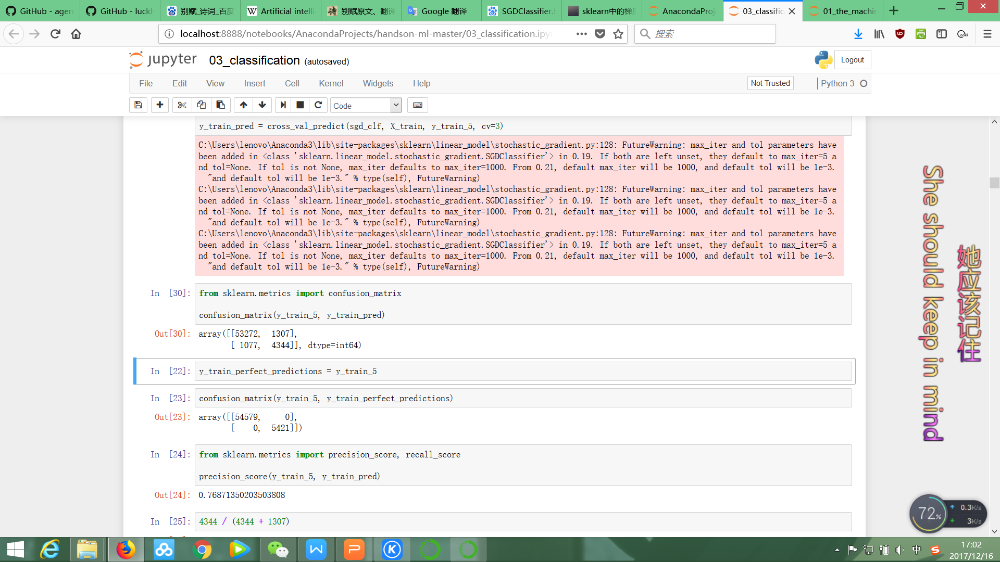 GitHub - agero
GitHub - luckh
别赋_诗词_百度
Artificial intelli
别赋原文、翻译
Google 翻译
SGDClassifier.f
sklearn中的梯度
AnacondaProj
03_classific
01_the_machin
localhost:8888/notebooks/AnacondaProjects/handson-ml-master/03_classification.ipyn
搜索
jupyter 03_classification (autosaved)
Logout
File Edit View Insert Cell Kernel Widgets Help
Not Trusted
Python 3
Code
y_train_pred = cross_val_predict(sgd_clf, X_train, y_train_5, cv=3)
C:\Users\lenovo\Anaconda3\lib\site-packages\sklearn\linear_model\stochastic_gradient.py:128: FutureWarning: max_iter and tol parameters have
been added in <class 'sklearn.linear_model.stochastic_gradient.SGDClassifier'> in 0.19. If both are left unset, they default to max_iter=5 a
nd tol=None. If tol is not None, max_iter defaults to max_iter=1000. From 0.21, default max_iter will be 1000, and default tol will be 1e-3.
"and default tol will be 1e-3." % type(self), FutureWarning)
C:\Users\lenovo\Anaconda3\lib\site-packages\sklearn\linear_model\stochastic_gradient.py:128: FutureWarning: max_iter and tol parameters have
been added in <class 'sklearn.linear_model.stochastic_gradient.SGDClassifier'> in 0.19. If both are left unset, they default to max_iter=5 a
nd tol=None. If tol is not None, max_iter defaults to max_iter=1000. From 0.21, default max_iter will be 1000, and default tol will be 1e-3.
"and default tol will be 1e-3." % type(self), FutureWarning)
C:\Users\lenovo\Anaconda3\lib\site-packages\sklearn\linear_model\stochastic_gradient.py:128: FutureWarning: max_iter and tol parameters have
been added in <class 'sklearn.linear_model.stochastic_gradient.SGDClassifier'> in 0.19. If both are left unset, they default to max_iter=5 a
nd tol=None. If tol is not None, max_iter defaults to max_iter=1000. From 0.21, default max_iter will be 1000, and default tol will be 1e-3.
"and default tol will be 1e-3." % type(self), FutureWarning)
In [30]: from sklearn.metrics import confusion_matrix
confusion_matrix(y_train_5, y_train_pred)
Out[30]: array([[53272, 1307],
[ 1077, 4344]], dtype=int64)
In [22]: y_train_perfect_predictions = y_train_5
In [23]: confusion_matrix(y_train_5, y_train_perfect_predictions)
Out[23]: array([[54579, 0],
[ 0, 5421]])
In [24]: from sklearn.metrics import precision_score, recall_score
precision_score(y_train_5, y_train_pred)
Out[24]: 0.76871350203503808
In [25]: 4344 / (4344 + 1307)
She should keep in mind
她应该记住
72%
0.3K/s
3K/s
中
17:02
2017/12/16